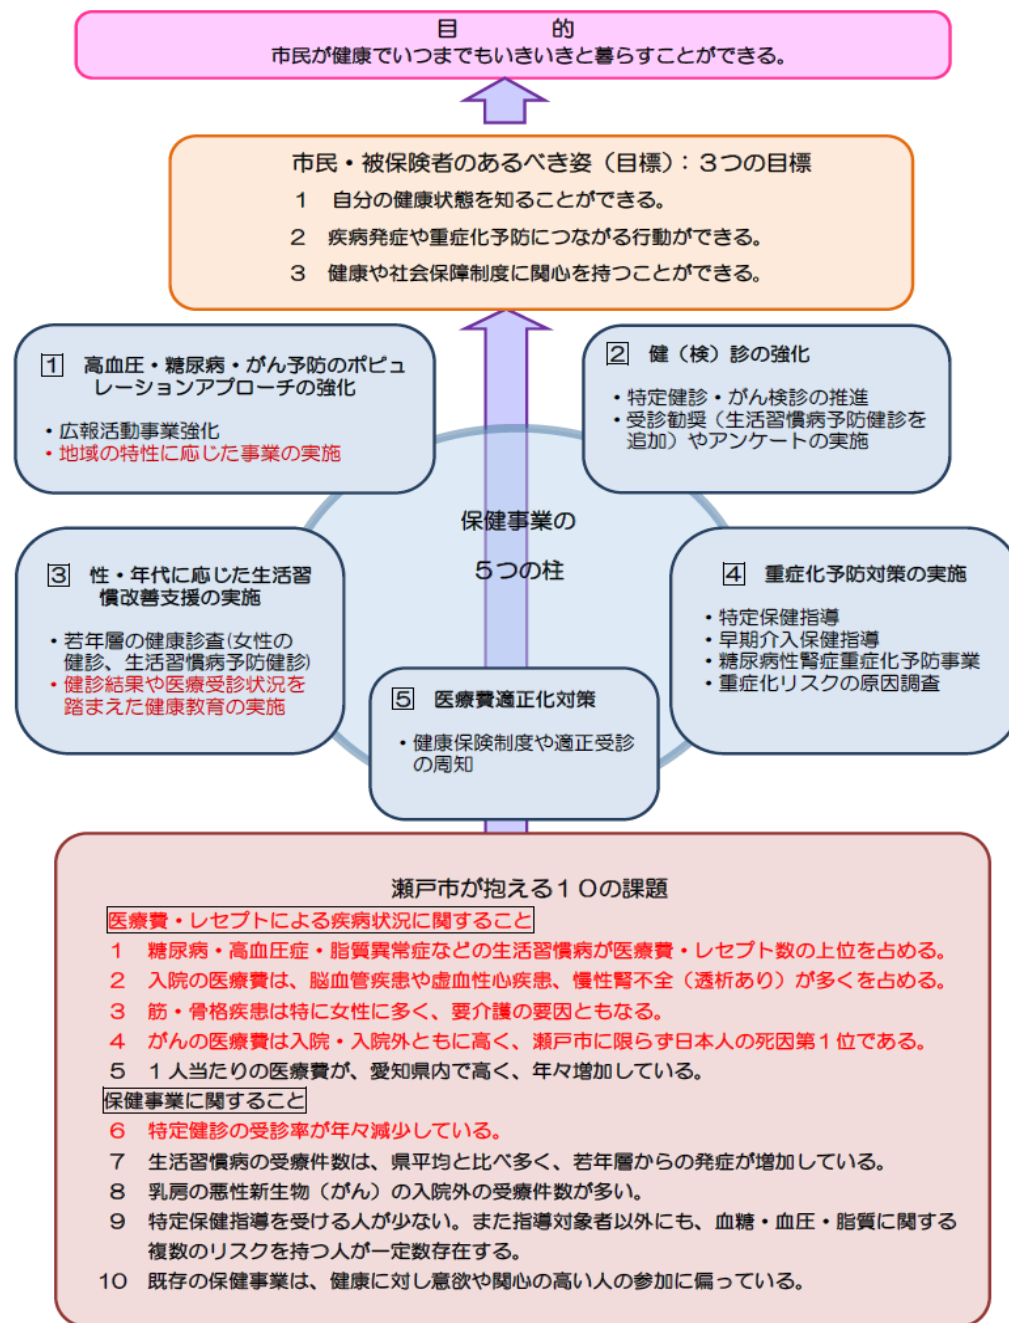 目　　　　的
市民が健康でいつまでもいきいきと暮らすことができる。
市民・被保険者のあるべき姿（目標）：３つの目標
１　自分の健康状態を知ることができる。
２　疾病発症や重症化予防につながる行動ができる。
３　健康や社会保障制度に関心を持つことができる。
1　高血圧・糖尿病・がん予防のポピュ
レーションアプローチの強化
・広報活動事業強化
・地域の特性に応じた事業の実施
2　健（検）診の強化
・特定健診・がん検診の推進
・受診勧奨（生活習慣病予防健診を
追加）やアンケートの実施
保健事業の
５つの柱
3　性・年代に応じた生活習
慣改善支援の実施
・若年層の健康診査(女性の
健診、生活習慣病予防健診)
・健診結果や医療受診状況を
踏まえた健康教育の実施
4　重症化予防対策の実施
・特定保健指導
・早期介入保健指導
・糖尿病性腎症重症化予防事業
・重症化リスクの原因調査
5　医療費適正化対策
・健康保険制度や適正受診
の周知
瀬戸市が抱える１０の課題
医療費・レセプトによる疾病状況に関すること
１　糖尿病・高血圧症・脂質異常症などの生活習慣病が医療費・レセプト数の上位を占める。
２　入院の医療費は、脳血管疾患や虚血性心疾患、慢性腎不全（透析あり）が多くを占める。
３　筋・骨格疾患は特に女性に多く、要介護の要因ともなる。
４　がんの医療費は入院・入院外ともに高く、瀬戸市に限らず日本人の死因第１位である。
５　１人当たりの医療費が、愛知県内で高く、年々増加している。
保健事業に関すること
６　特定健診の受診率が年々減少している。
７　生活習慣病の受療件数は、県平均と比べ多く、若年層からの発症が増加している。
８　乳房の悪性新生物（がん）の入院外の受療件数が多い。
９　特定保健指導を受ける人が少ない。また指導対象者以外にも、血糖・血圧・脂質に関する
複数のリスクを持つ人が一定数存在する。
10　既存の保健事業は、健康に対し意欲や関心の高い人の参加に偏っている。